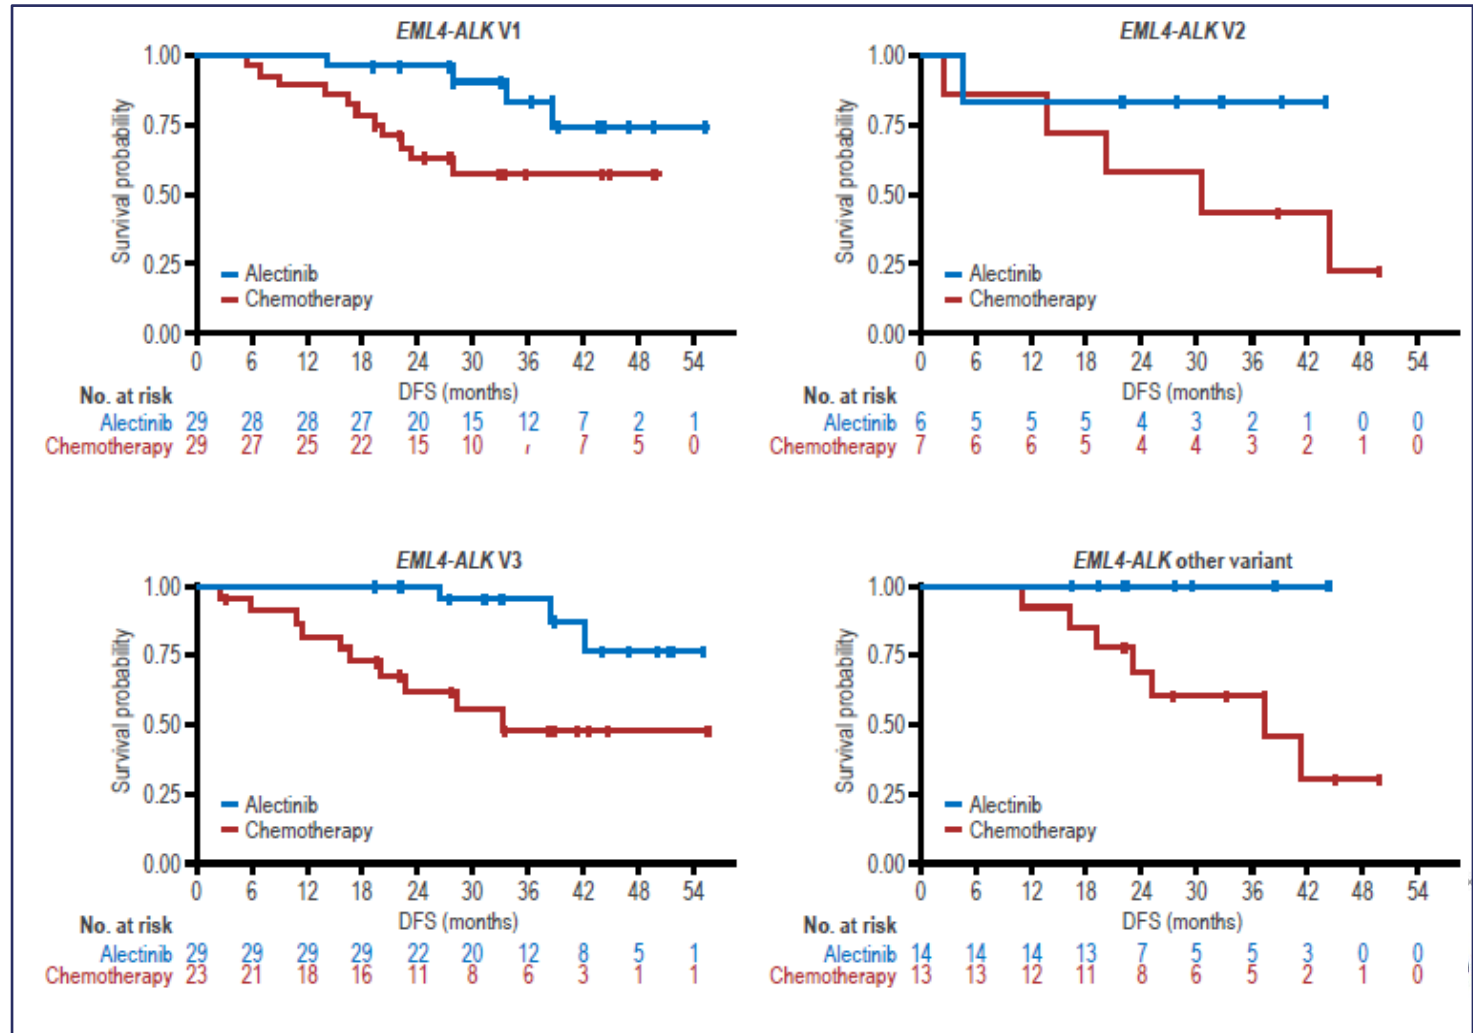 EML4-ALK V1
1.00
0.75
0.50
0.25
0.00
Survival probability
Alectinib
Chemotherapy
0 6 12 18 24 30 36 42 48 54
DFS (months)
No. at risk
Alectinib 29 28 28 27 20 15 12 7 2 1
Chemotherapy 29 27 25 22 15 10 r 7 5 0
EML4-ALK V2
1.00
0.75
0.50
0.25
0.00
Survival probability
Alectinib
Chemotherapy
0 6 12 18 24 30 36 42 48 54
DFS (months)
No. at risk
Alectinib 6 5 5 5 4 3 2 1 0 0
Chemotherapy 7 6 6 5 4 4 3 2 1 0
EML4-ALK V3
1.00
0.75
0.50
0.25
0.00
Survival probability
Alectinib
Chemotherapy
0 6 12 18 24 30 36 42 48 54
DFS (months)
No. at risk
Alectinib 29 29 29 29 22 20 12 8 5 1
Chemotherapy 23 21 18 16 11 8 6 3 1 1
EML4-ALK other variant
1.00
0.75
0.50
0.25
0.00
Survival probability
Alectinib
Chemotherapy
0 6 12 18 24 30 36 42 48 54
DFS (months)
No. at risk
Alectinib 14 14 14 13 7 5 5 3 0 0
Chemotherapy 13 13 12 11 8 6 5 2 1 0